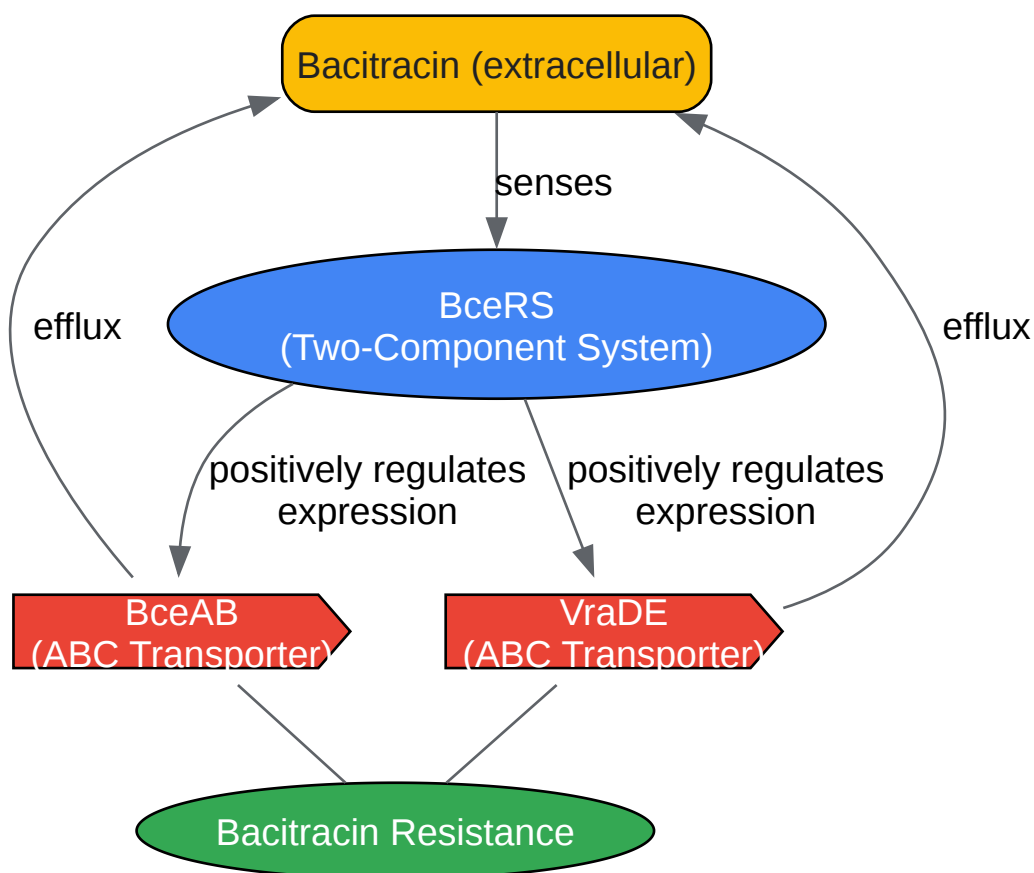 Bacitracin (extracellular)
senses
efflux
BceRS
(Two-Component System)
efflux
positively regulates
expression
positively regulates
expression
BceAB
(ABC Transporter)
VraDE
(ABC Transporter)
Bacitracin Resistance